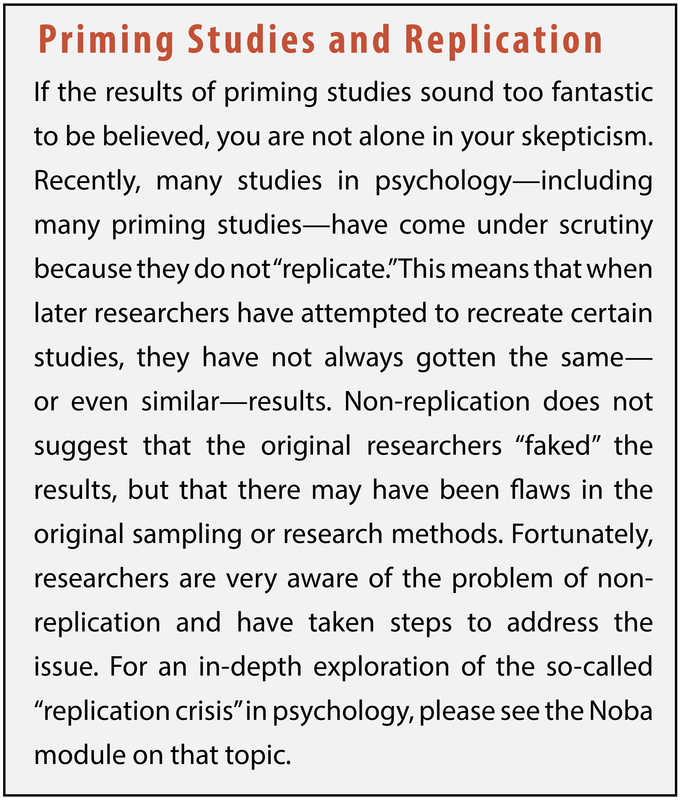 Priming Studies and Replication
If the results of priming studies sound too fantastic
to be believed, you are not alone in your skepticism.
Recently, many studies in psychology—including
many priming studies—have come under scrutiny
because they do not “replicate.” This means that when
later researchers have attempted to recreate certain
studies, they have not always gotten the same—
or even similar—results. Non-replication does not
suggest that the original researchers “faked” the
results, but that there may have been flaws in the
original sampling or research methods. Fortunately,
researchers are very aware of the problem of non-
replication and have taken steps to address the
issue. For an in-depth exploration of the so-called
“replication crisis” in psychology, please see the Noba
module on that topic.